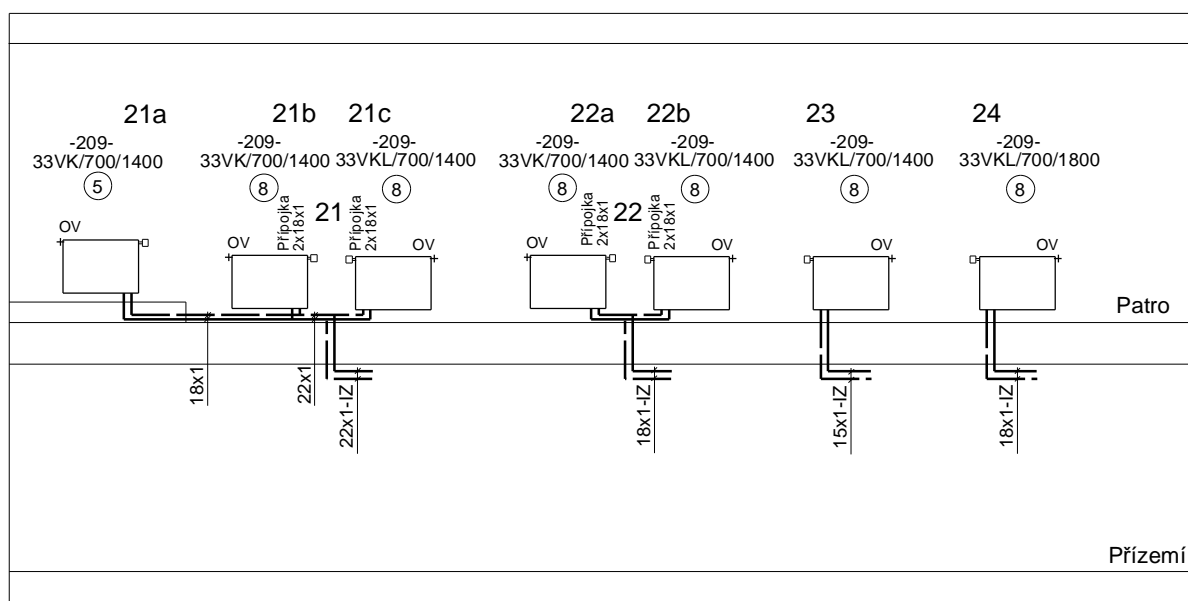 21a
-209-
33VK/700/1400
5
OV
21b
-209-
33VK/700/1400
8
OV
Přípojka
2x18x1
21
21c
-209-
33VKL/700/1400
8
Přípojka
2x18x1
OV
22a
-209-
33VK/700/1400
8
OV
Přípojka
2x18x1
22
22b
-209-
33VKL/700/1400
8
Přípojka
2x18x1
OV
23
-209-
33VKL/700/1400
8
OV
24
-209-
33VKL/700/1800
8
OV
Patro
18x1
22x1
22x1-IZ
18x1-IZ
15x1-IZ
18x1-IZ
Přízemí